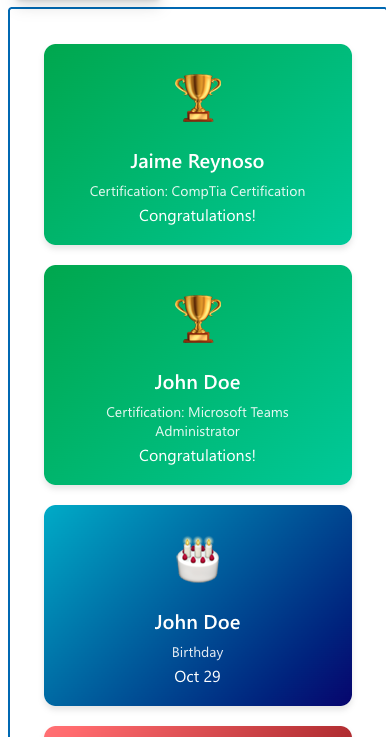 Jaime Reynoso
Certification: CompTia Certification
Congratulations!
John Doe
Certification: Microsoft Teams
Administrator
Congratulations!
John Doe
Birthday
Oct 29